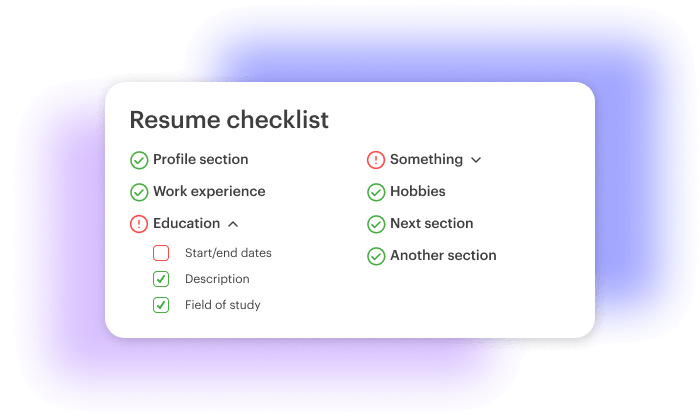 Resume checklist
Profile section
Work experience
Education
Start/end dates
Description
Field of study
Something
Hobbies
Next section
Another section